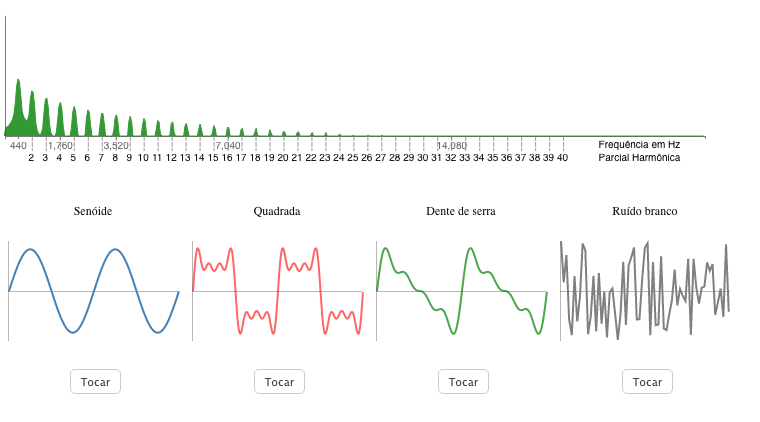 440 1,760 3,520 7,040 14,080 Frequência em Hz
2 3 4 5 6 7 8 9 10 11 12 13 14 15 16 17 18 19 20 21 22 23 24 25 26 27 28 29 30 31 32 33 34 35 36 37 38 39 40 Parcial Harmônica
Senóide Quadrada Dente de serra Ruído branco
Tocar Tocar Tocar Tocar